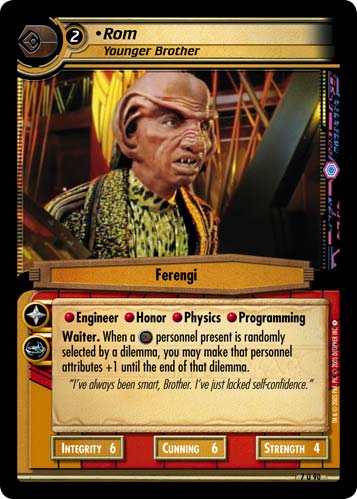 2
•Rom
Younger Brother
Ferengi
Engineer Honor Physics Programming
Waiter. When a personnel present is randomly
selected by a dilemma, you may make that personnel
attributes +1 until the end of that dilemma.
"I've always been smart, Brother. I've just lacked self-confidence."
INTEGRITY 6 CUNNING 6 STRENGTH 4
7 U 90